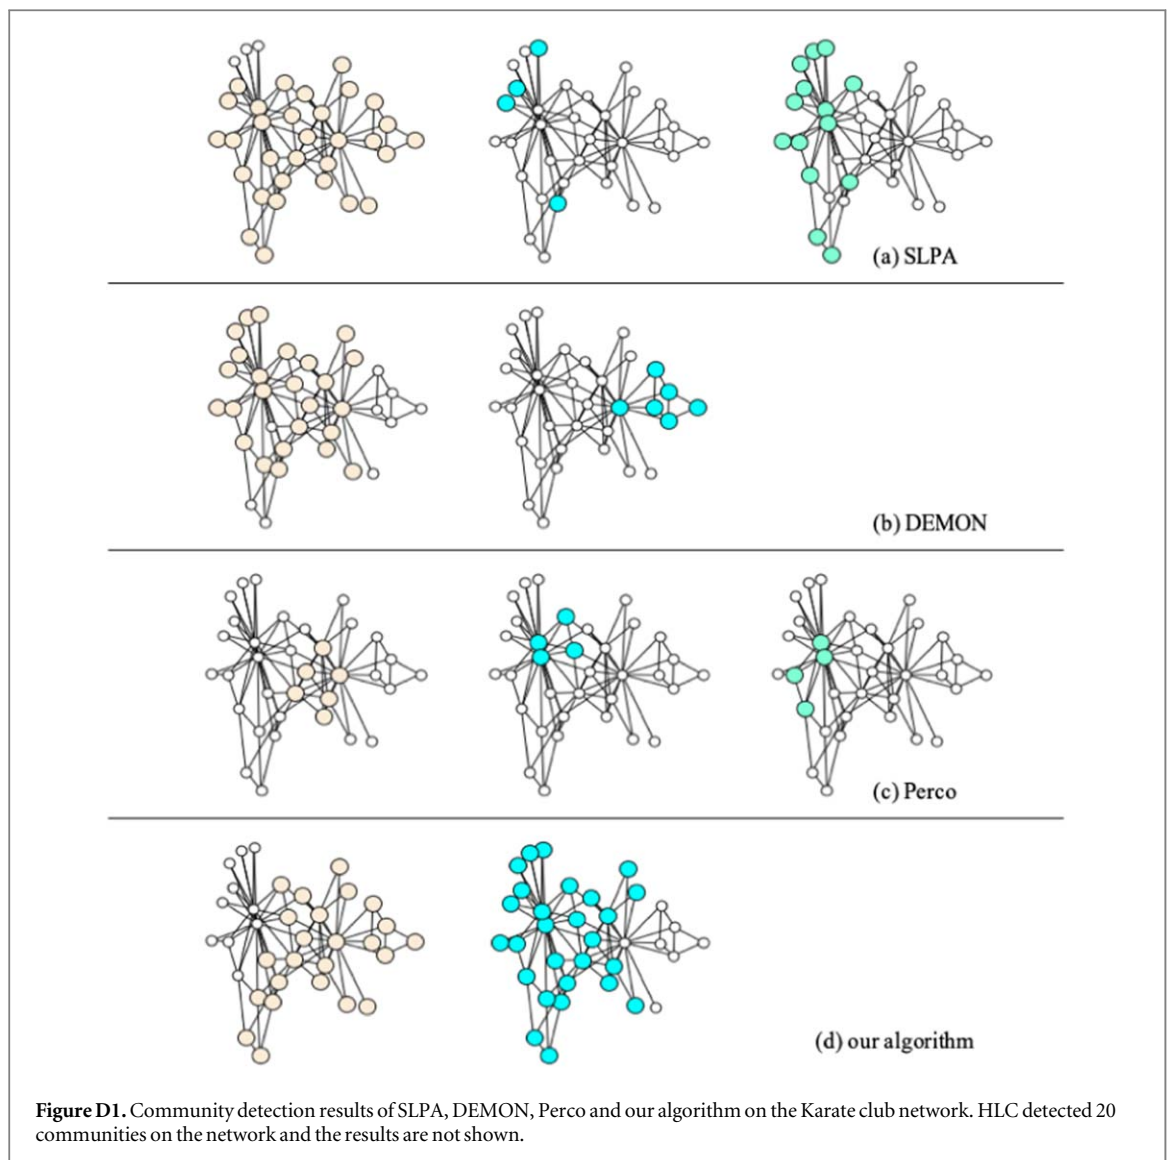 (a) SLPA
(b) DEMON
(c) Perco
(d) our algorithm
Figure D1. Community detection results of SLPA, DEMON, Perco and our algorithm on the Karate club network. HLC detected 20
communities on the network and the results are not shown.